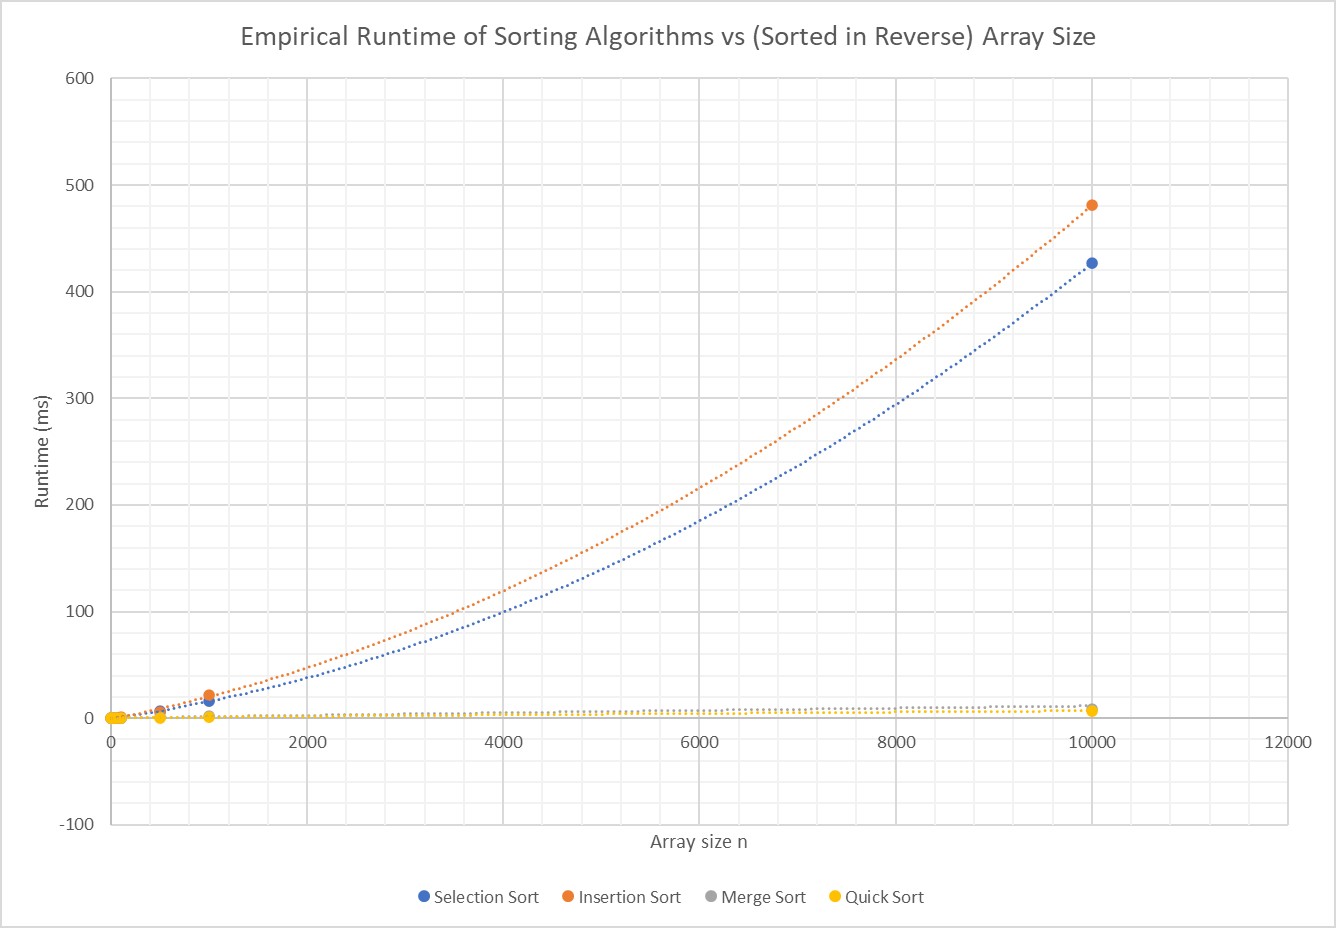 Empirical Runtime of Sorting Algorithms vs (Sorted in Reverse) Array Size
600
500
400
300
200
100
0
-100
Runtime (ms)
0 2000 4000 6000 8000 10000 12000
Array size n
Selection Sort Insertion Sort Merge Sort Quick Sort